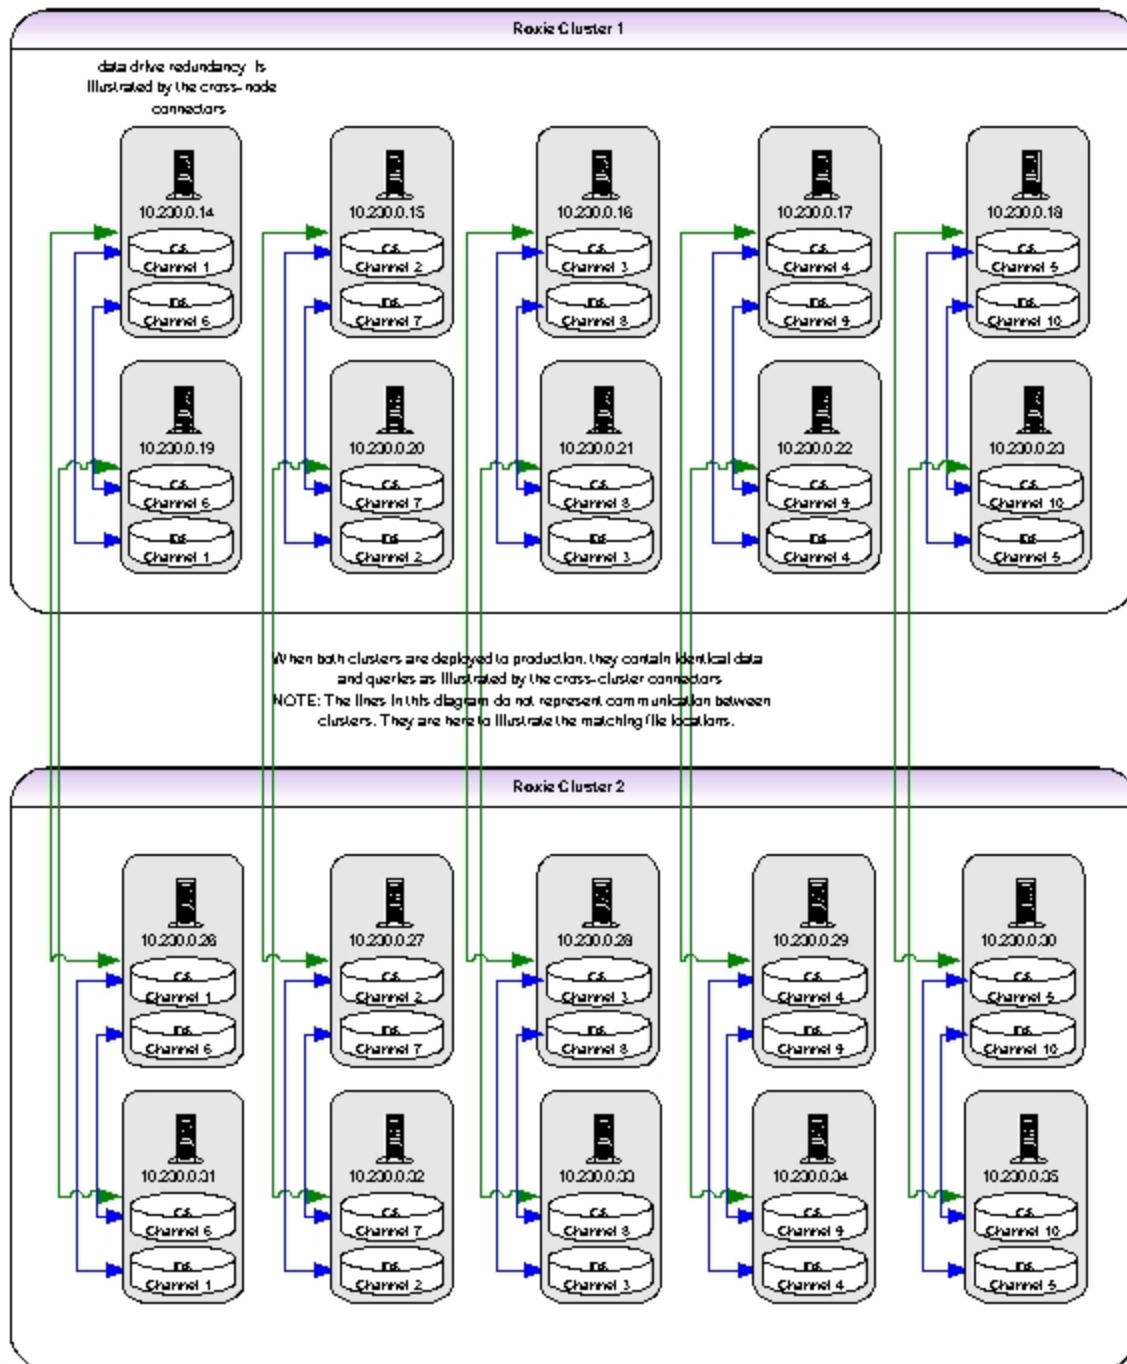 Roxie Cluster 1
data drive redundancy is
illustrated by the cross-node
connectors
10.230.0.14
10.230.0.15
10.230.0.16
10.230.0.17
10.230.0.18
C:\
Channel 1
C:\
Channel 2
C:\
Channel 3
C:\
Channel 4
C:\
Channel 5
D:\
Channel 6
D:\
Channel 7
D:\
Channel 8
D:\
Channel 9
D:\
Channel 10
10.230.0.19
10.230.0.20
10.230.0.21
10.230.0.22
10.230.0.23
C:\
Channel 6
C:\
Channel 7
C:\
Channel 8
C:\
Channel 9
C:\
Channel 10
D:\
Channel 1
D:\
Channel 2
D:\
Channel 3
D:\
Channel 4
D:\
Channel 5
When both clusters are deployed to production, they contain identical data
and queries as illustrated by the cross-cluster connectors
NOTE: The lines in this diagram do not represent communication between
clusters. They are here to illustrate the matching file locations.
Roxie Cluster 2
10.230.0.26
10.230.0.27
10.230.0.28
10.230.0.29
10.230.0.30
C:\
Channel 1
C:\
Channel 2
C:\
Channel 3
C:\
Channel 4
C:\
Channel 5
D:\
Channel 6
D:\
Channel 7
D:\
Channel 8
D:\
Channel 9
D:\
Channel 10
10.230.0.31
10.230.0.32
10.230.0.33
10.230.0.34
10.230.0.35
C:\
Channel 6
C:\
Channel 7
C:\
Channel 8
C:\
Channel 9
C:\
Channel 10
D:\
Channel 1
D:\
Channel 2
D:\
Channel 3
D:\
Channel 4
D:\
Channel 5